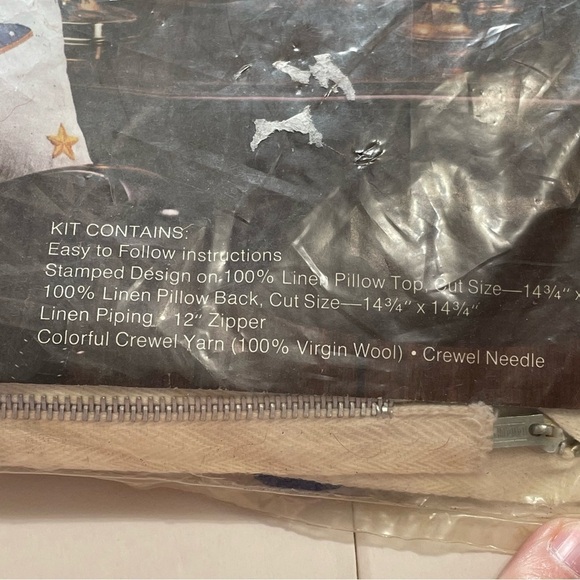 KIT CONTAINS:
Easy to Follow instructions
Stamped Design on 100% Linen Pillow Top, Cut Size—14¾" x
100% Linen Pillow Back, Cut Size—14¾" x 14¾"
Linen Piping • 12" Zipper
Colorful Crewel Yarn (100% Virgin Wool) • Crewel Needle